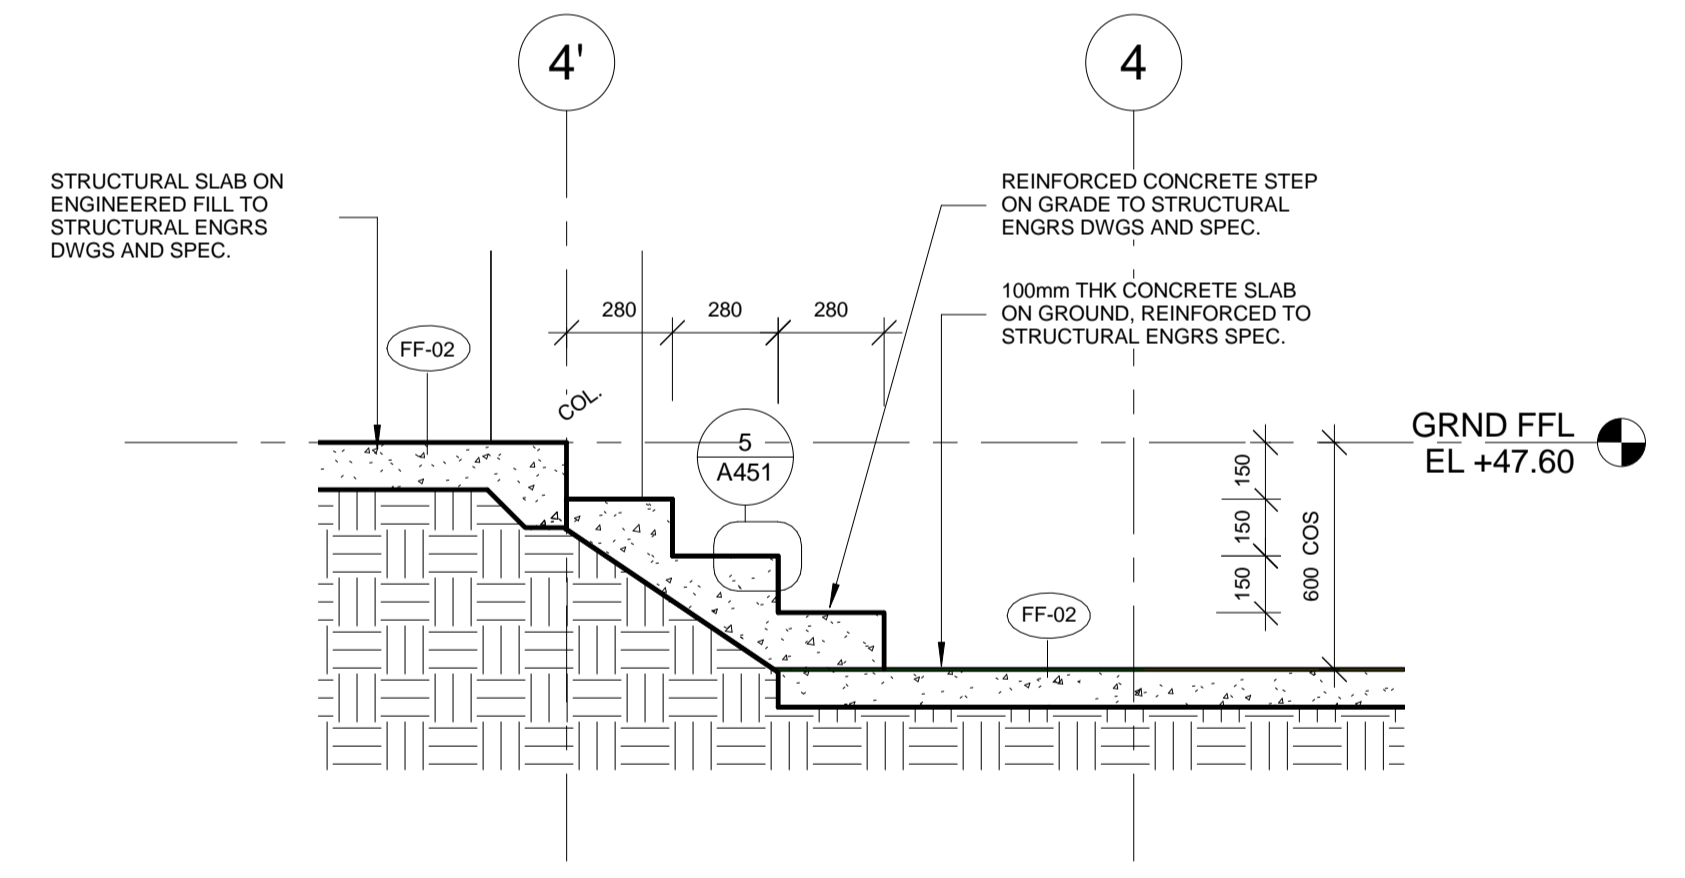 4'
4
STRUCTURAL SLAB ON
ENGINEERED FILL TO
STRUCTURAL ENGRS
DWGS AND SPEC.
REINFORCED CONCRETE STEP
ON GRADE TO STRUCTURAL
ENGRS DWGS AND SPEC.
100mm THK CONCRETE SLAB
ON GROUND, REINFORCED TO
STRUCTURAL ENGRS SPEC.
280
280
280
FF-02
COL.
5
A451
GRND FFL
EL +47.60
150
150
150
600 COS
FF-02